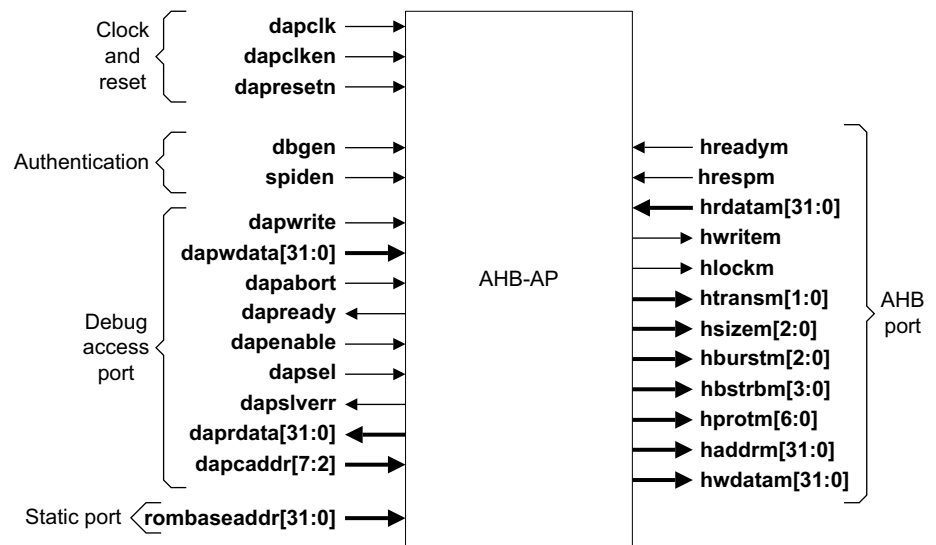 Clock
and
reset
dapclk
dapclken
dapresetn
Authentication
dbgen
spiden
Debug
access
port
dapwrite
dapwdata[31:0]
dapabort
dapready
dapenable
dapsel
dapslverr
daprdata[31:0]
dapcaddr[7:2]
Static port
rombaseaddr[31:0]
AHB-AP
hreadym
hrespm
hrdatam[31:0]
hwritem
hlockm
htransm[1:0]
hsizem[2:0]
hburstm[2:0]
hbstrbm[3:0]
hprotm[6:0]
haddrm[31:0]
hwdatam[31:0]
AHB
port